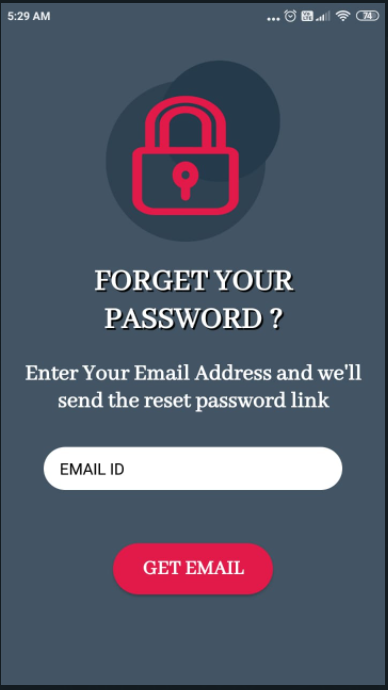 5:29 AM
74
FORGET YOUR
PASSWORD ?
Enter Your Email Address and we'll
send the reset password link
EMAIL ID
GET EMAIL